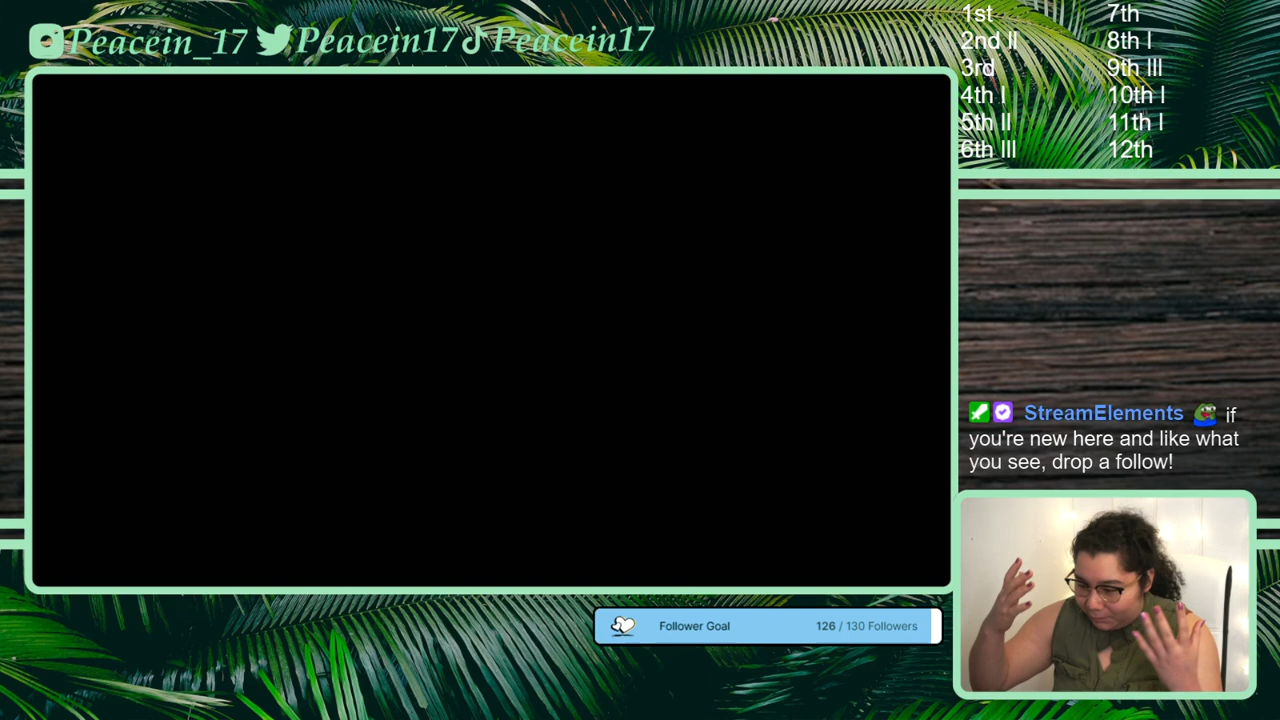 Peacein_17 Peacein17 Peacein17
1st 7th
2nd II 8th I
3rd 9th III
4th I 10th I
5th II 11th I
6th III 12th
StreamElements if
you're new here and like what
you see, drop a follow!
Follower Goal 126 / 130 Followers